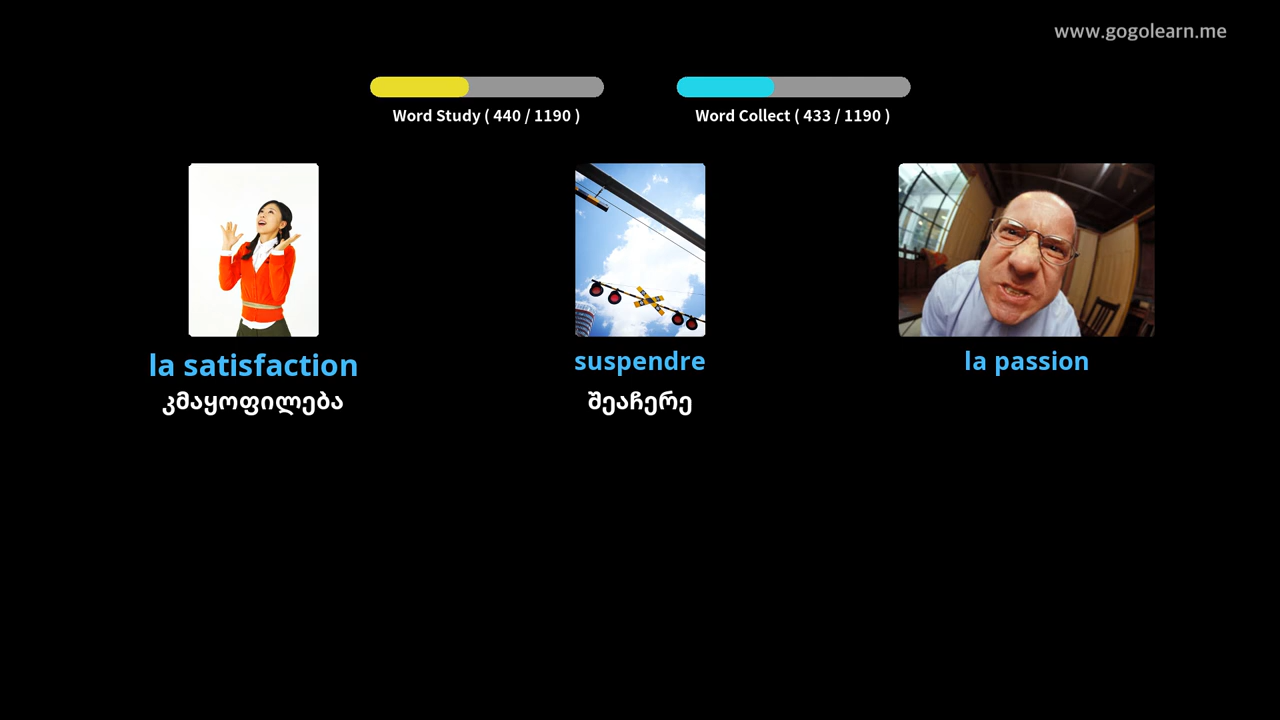 www.gogolearn.me
Word Study ( 440 / 1190 )
Word Collect ( 433 / 1190 )
la satisfaction
suspendre
la passion
კმაყოფილება
შეაჩერე